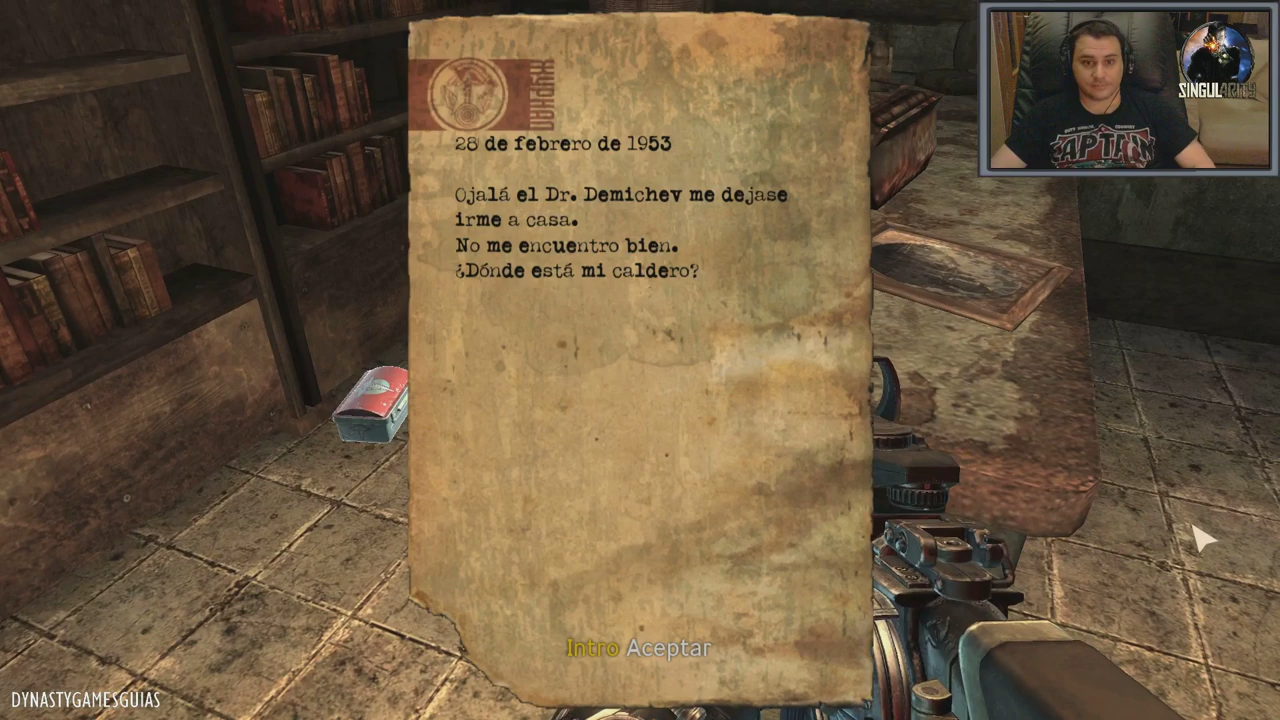 SINGULARITY
CAPTAIN
28 de febrero de 1953
Ojalá el Dr. Demichev me dejase
irme a casa.
No me encuentro bien.
¿Dónde está mi caldero?
Intro Aceptar
DYNASTYGAMESGUIAS